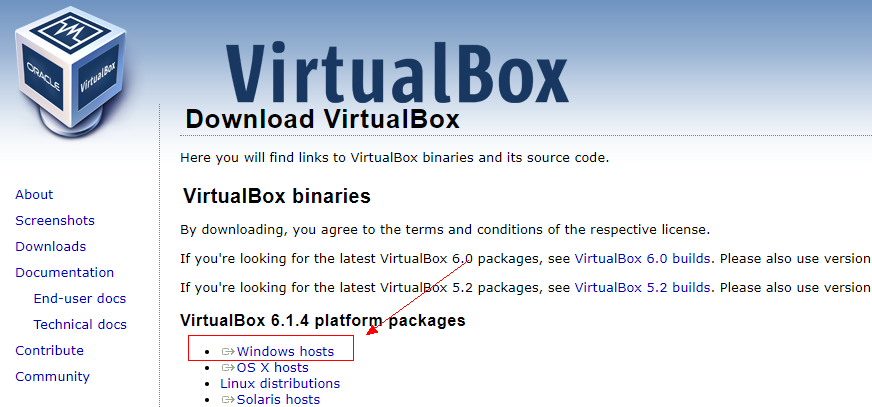 ORACLE
VirtualBox
VirtualBox
Download VirtualBox
Here you will find links to VirtualBox binaries and its source code.
About
Screenshots
Downloads
Documentation
End-user docs
Technical docs
Contribute
Community
VirtualBox binaries
By downloading, you agree to the terms and conditions of the respective license.
If you're looking for the latest VirtualBox 6.0 packages, see VirtualBox 6.0 builds. Please also use version
If you're looking for the latest VirtualBox 5.2 packages, see VirtualBox 5.2 builds. Please also use version
VirtualBox 6.1.4 platform packages
Windows hosts
OS X hosts
Linux distributions
Solaris hosts